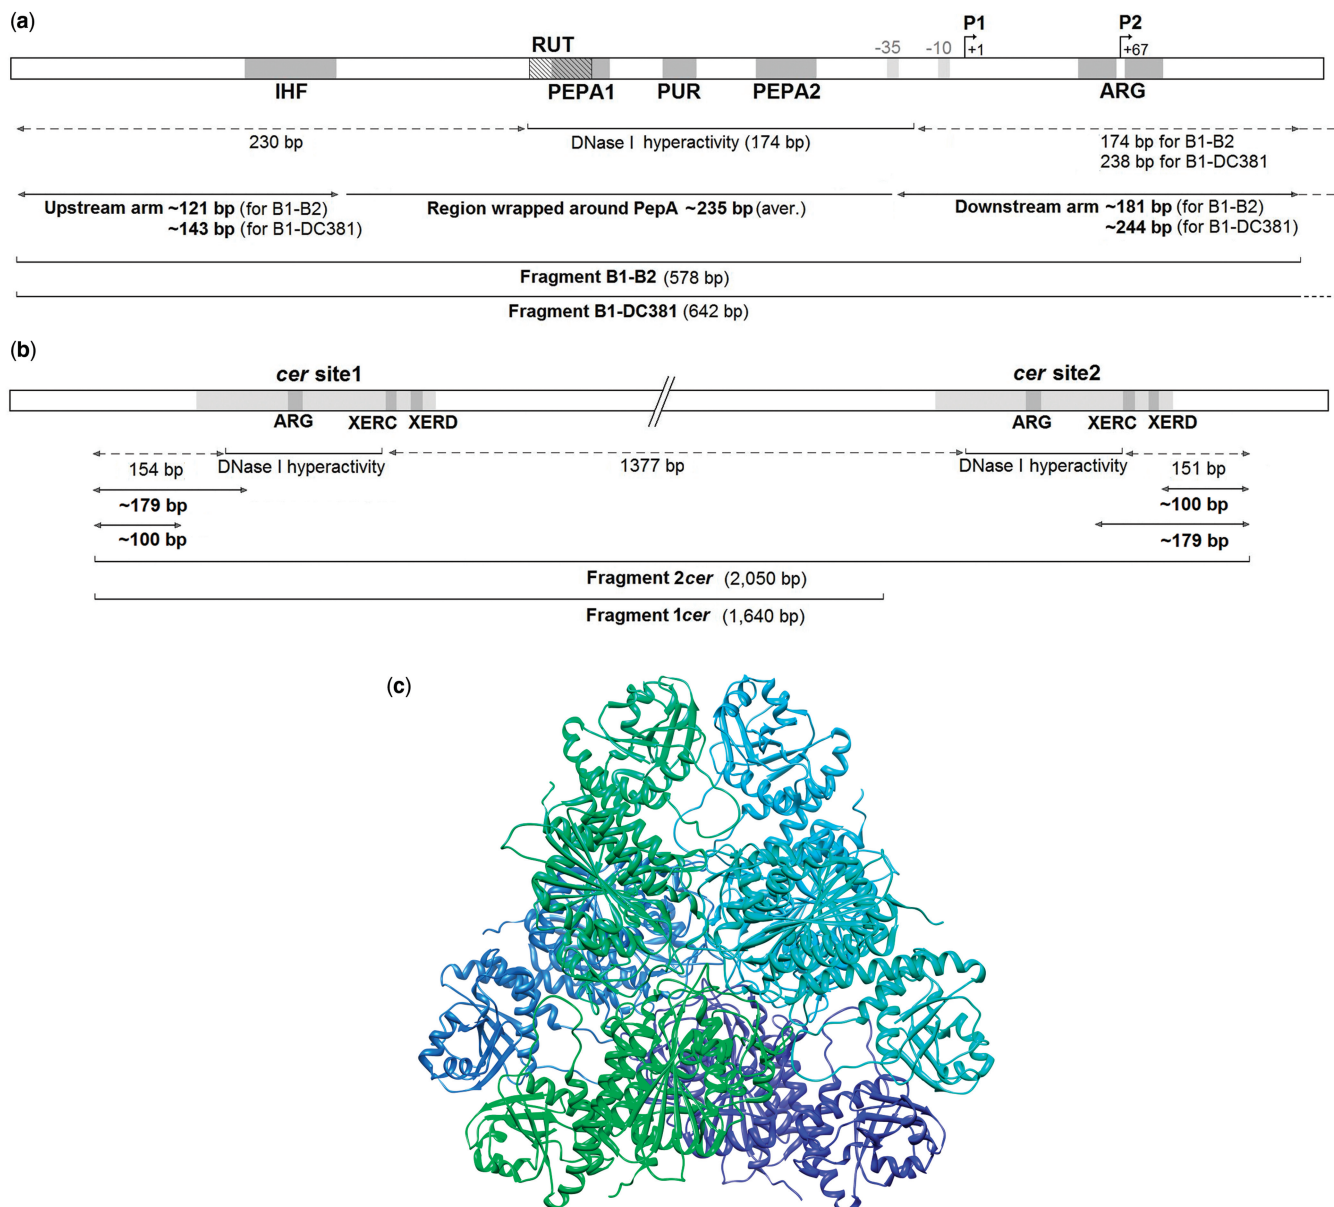 (a)
P1 P2
-35 -10 +1 +67
RUT
IHF PEPA1 PUR PEPA2 ARG
230 bp DNase I hyperactivity (174 bp) 174 bp for B1-B2
238 bp for B1-DC381
Upstream arm ~121 bp (for B1-B2) Region wrapped around PepA ~235 bp (aver.) Downstream arm ~181 bp (for B1-B2)
~143 bp (for B1-DC381) ~244 bp (for B1-DC381)
Fragment B1-B2 (578 bp)
Fragment B1-DC381 (642 bp)
(b)
cer site1 cer site2
ARG XERC XERD ARG XERC XERD
154 bp DNase I hyperactivity 1377 bp DNase I hyperactivity 151 bp
~179 bp ~100 bp
~100 bp ~179 bp
Fragment 2cer (2,050 bp)
Fragment 1cer (1,640 bp)
(c)